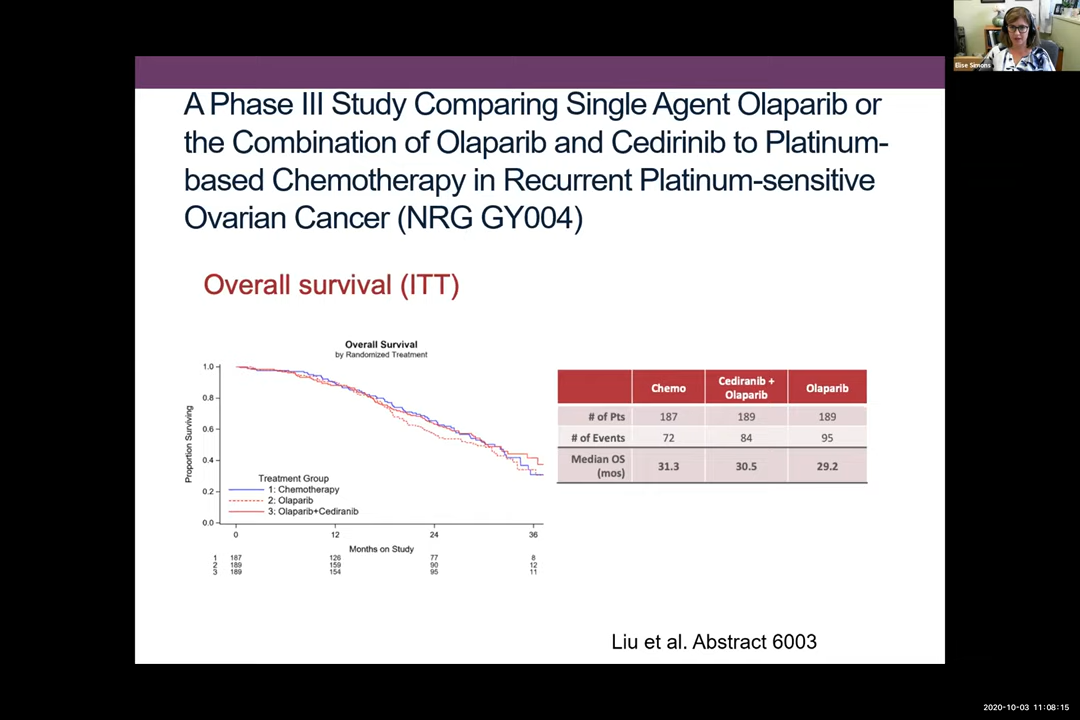 Elise Simons
A Phase III Study Comparing Single Agent Olaparib or
the Combination of Olaparib and Cedirinib to Platinum-
based Chemotherapy in Recurrent Platinum-sensitive
Ovarian Cancer (NRG GY004)
Overall survival (ITT)
Overall Survival
by Randomized Treatment
Proportion Surviving
1.0
0.8
0.6
0.4
0.2
0.0
Treatment Group
1: Chemotherapy
2: Olaparib
3: Olaparib+Cediranib
0 12 24 36
Months on Study
1 187 126 77 8
2 189 159 90 12
3 189 154 95 11
Chemo Cediranib + Olaparib
Olaparib
# of Pts 187 189 189
# of Events 72 84 95
Median OS 31.3 30.5 29.2
(mos)
Liu et al. Abstract 6003
2020-10-03 11:08:15